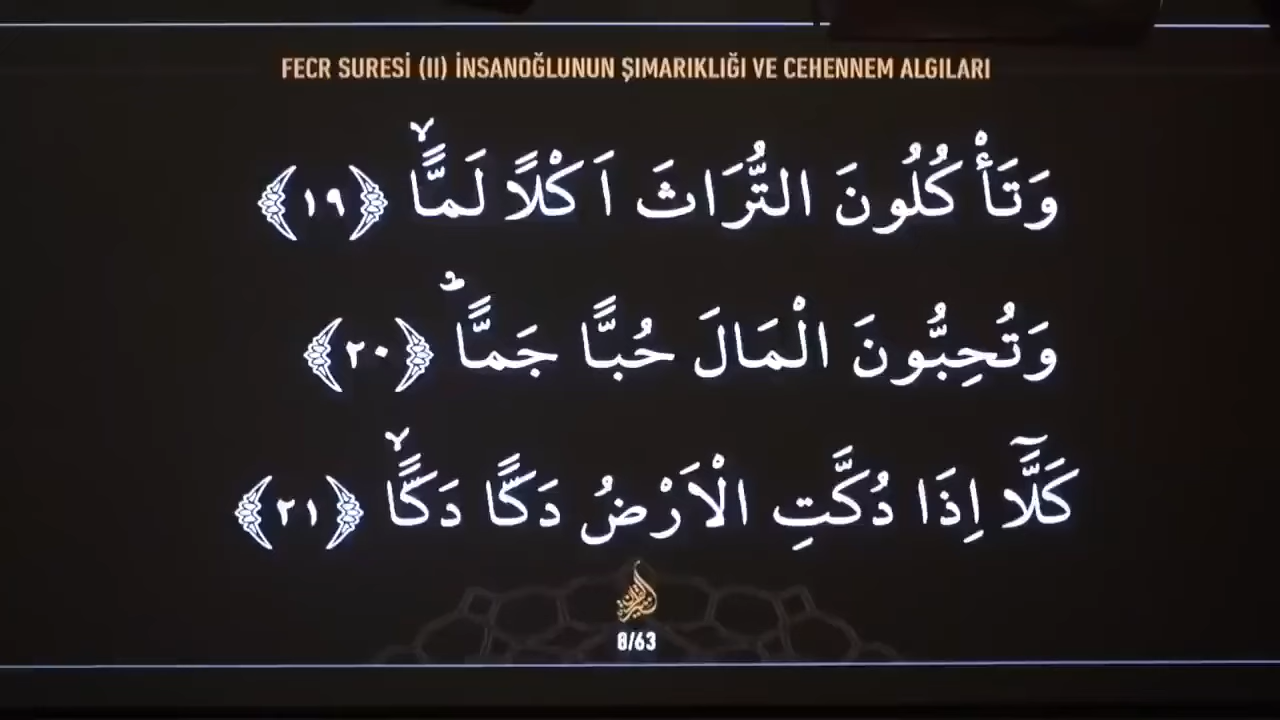 FECR SURESİ (II) İNSANOĞLUNUN ŞIMARIKLIĞI VE CEHENNEM ALGILARI
وَتَأْكُلُونَ التُّرَاثَ اَكْلًا لَمًّاۙ ﴿١٩﴾
وَتُحِبُّونَ الْمَالَ حُبًّا جَمًّاۜ ﴿٢٠﴾
كَلَّٓا اِذَا دُكَّتِ الْاَرْضُ دَكًّا دَكًّاۙ ﴿٢١﴾
8/63